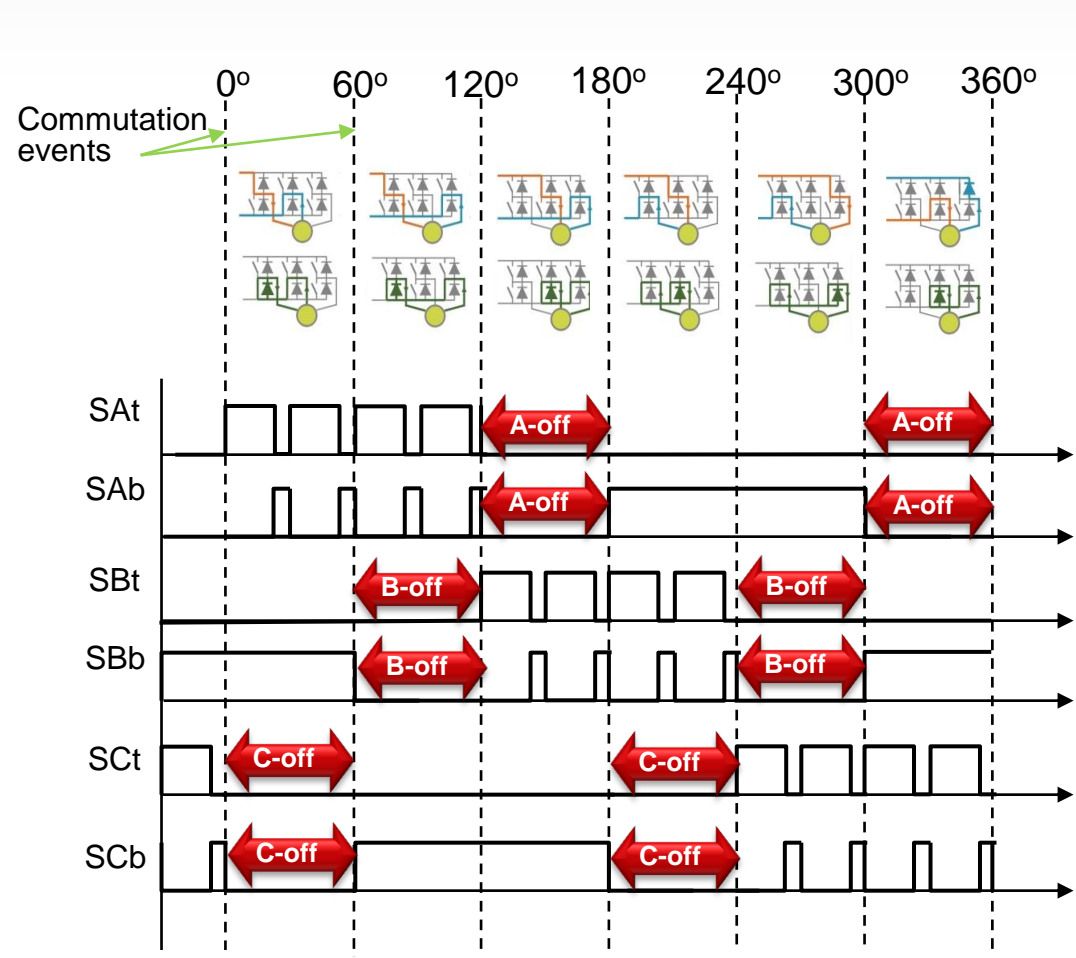 0º 60º 120º 180º 240º 300º 360º
Commutation
events
SAt
A-off A-off
SAb
A-off A-off
SBt
B-off B-off
SBb
B-off B-off
SCt
C-off C-off
SCb
C-off C-off